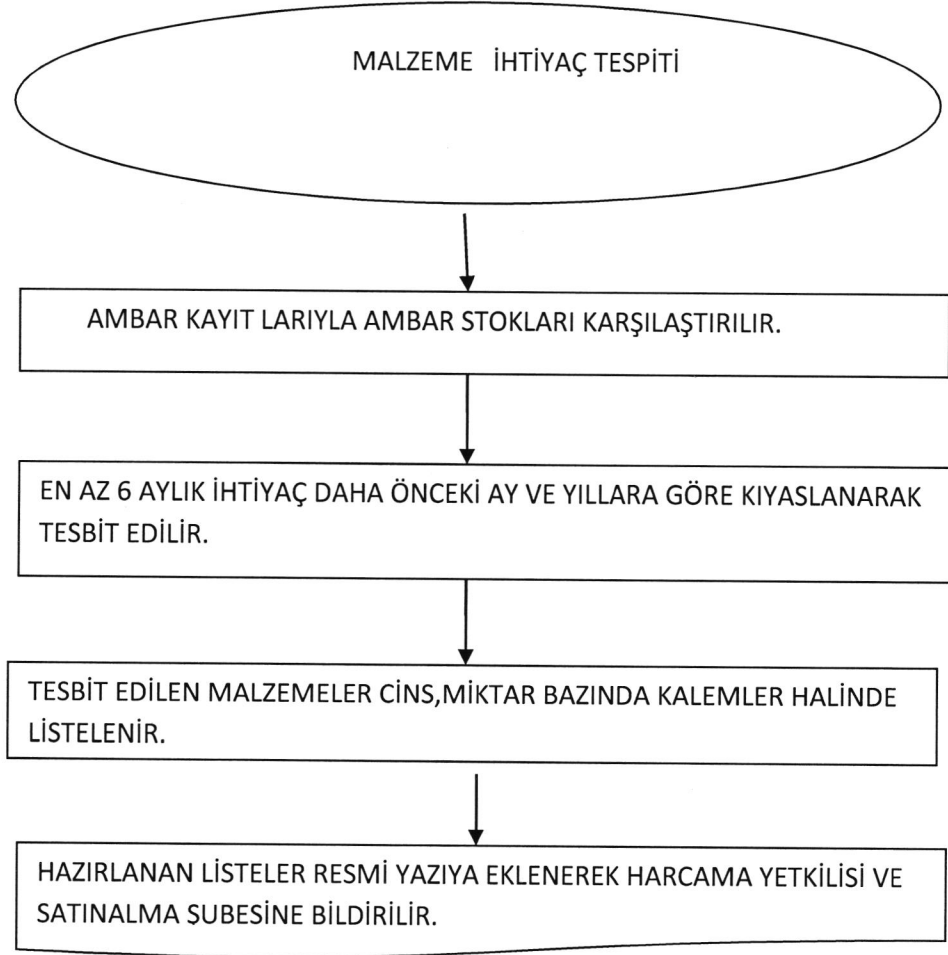 MALZEME İHTİYAÇ TESPİTİ
AMBAR KAYIT LARIYLA AMBAR STOKLARI KARŞILAŞTIRILIR.
EN AZ 6 AYLIK İHTİYAÇ DAHA ÖNCEKİ AY VE YILLARA GÖRE KIYASLANARAK
TESBİT EDİLİR.
TESBİT EDİLEN MALZEMELER CİNS,MİKTAR BAZINDA KALEMLER HALİNDE
LİSTELENİR.
HAZIRLANAN LİSTELER RESMİ YAZIYA EKLENEREK HARCAMA YETKİLİSİ VE
SATINALMA ŞUBESİNE BİLDİRİLİR.